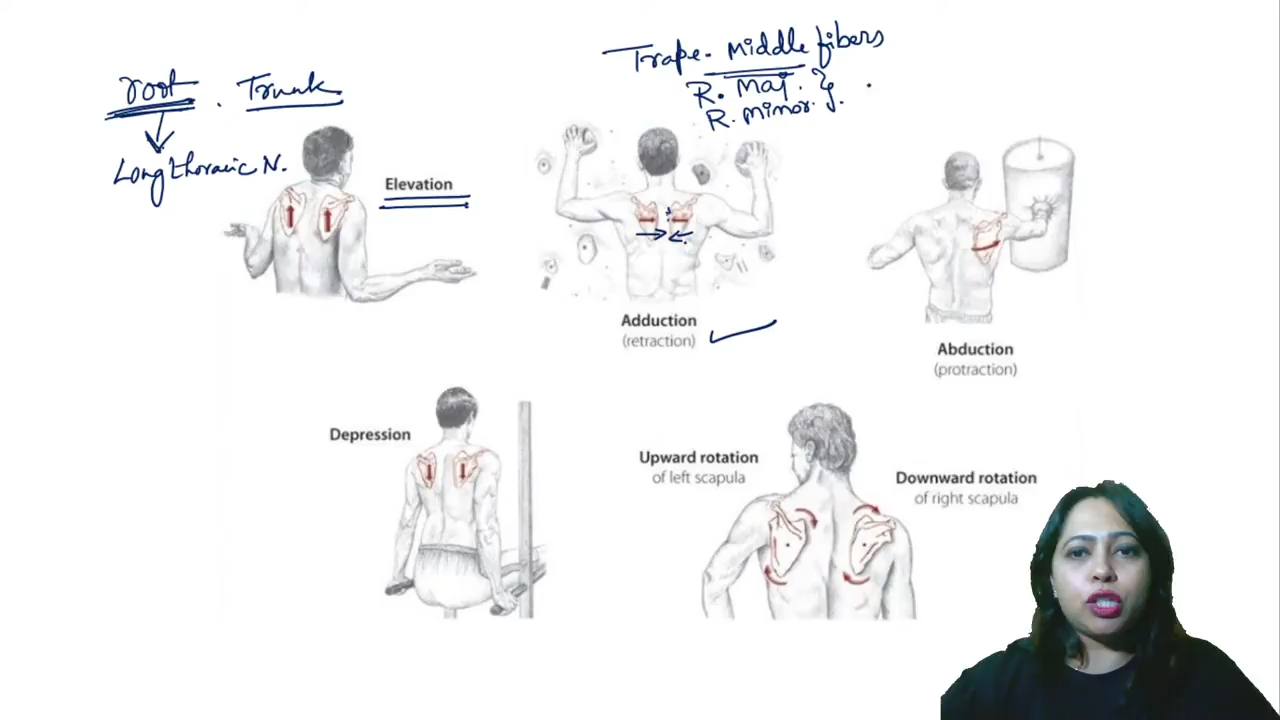 Trape. Middle fibers
R. Maj. &
R. Minor.
root . Trunk
Long thoracic N.
Elevation
Adduction
(retraction)
Abduction
(protraction)
Depression
Upward rotation
of left scapula
Downward rotation
of right scapula